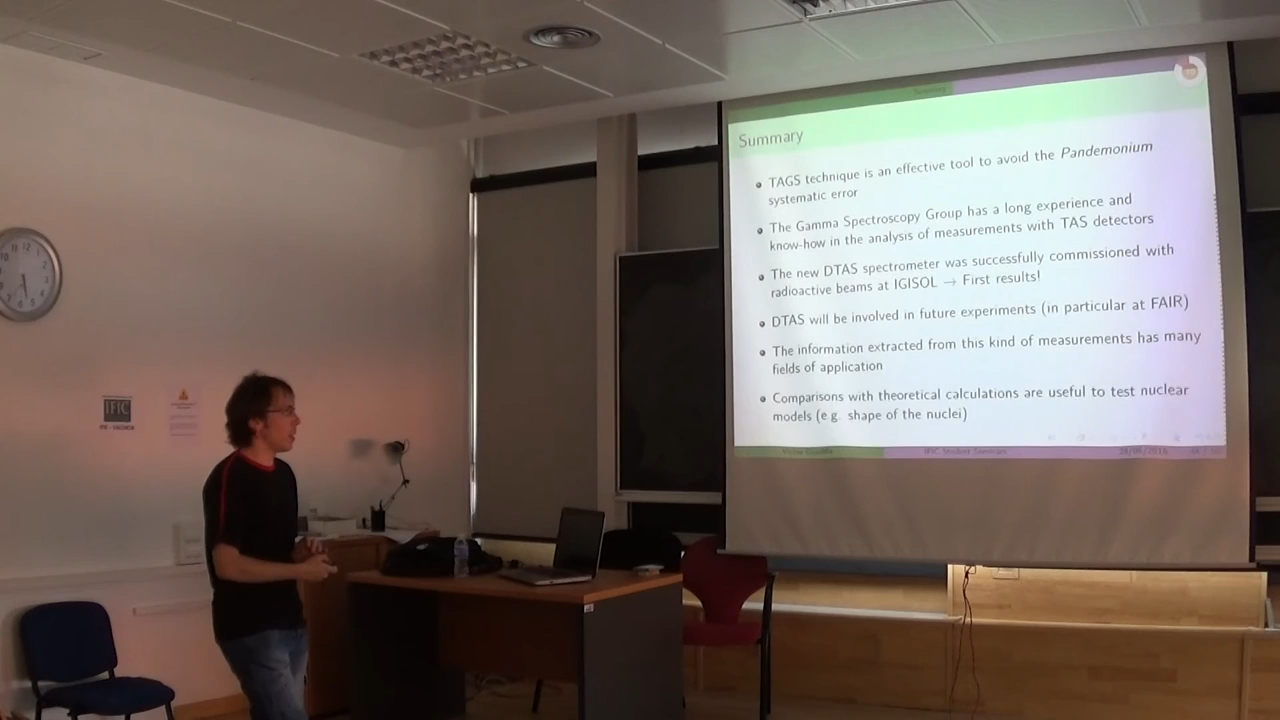 Summary
TAGS technique is an effective tool to avoid the Pandemonium
systematic error
The Gamma Spectroscopy Group has a long experience and
know-how in the analysis of measurements with TAS detectors
The new DTAS spectrometer was successfully commissioned with
radioactive beams at IGISOL → First results!
DTAS will be involved in future experiments (in particular at FAIR)
The information extracted from this kind of measurements has many
fields of application
Comparisons with theoretical calculations are useful to test nuclear
models (e.g. shape of the nuclei)
IFIC Student Seminars
IFIC